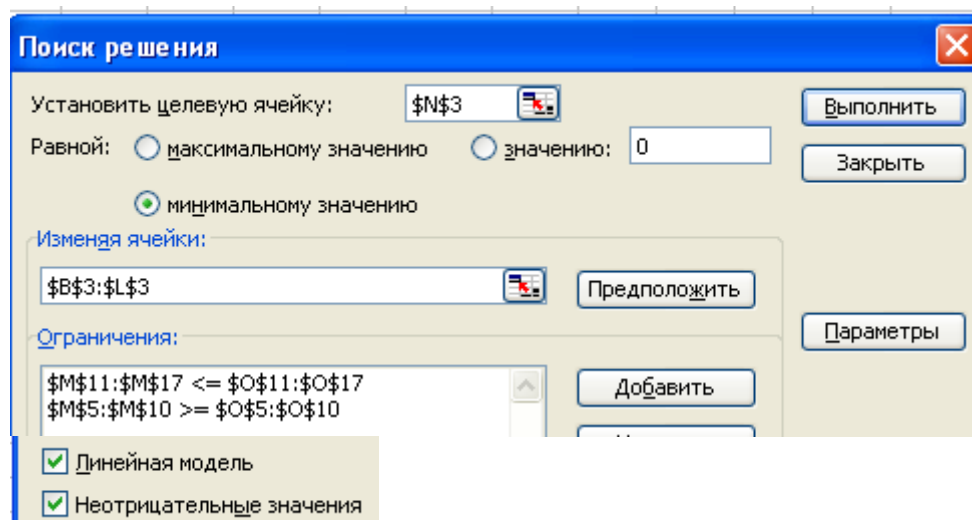 Поиск решения
Установить целевую ячейку: $N$3 Выполнить
Равной: максимальному значению значению: 0 Закрыть
минимальному значению
Изменяя ячейки:
$B$3:$L$3 Предположить
Ограничения: Параметры
$M$11:$M$17 <= $O$11:$O$17 Добавить
$M$5:$M$10 >= $O$5:$O$10
Линейная модель
Неотрицательные значения